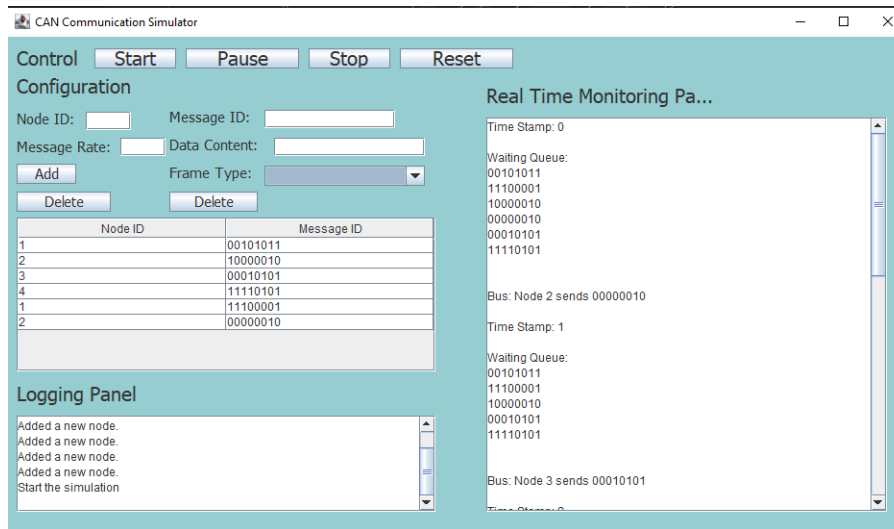 CAN Communication Simulator
Control Start Pause Stop Reset
Configuration
Node ID: Message ID:
Message Rate: Data Content:
Add Frame Type:
Delete Delete
Node ID Message ID
1 00101011
2 10000010
3 00010101
4 11110101
1 11100001
2 00000010
Logging Panel
Added a new node.
Added a new node.
Added a new node.
Added a new node.
Start the simulation
Real Time Monitoring Pa...
Time Stamp: 0
Waiting Queue:
00101011
11100001
10000010
00000010
00010101
11110101
Bus: Node 2 sends 00000010
Time Stamp: 1
Waiting Queue:
00101011
11100001
10000010
00010101
11110101
Bus: Node 3 sends 00010101